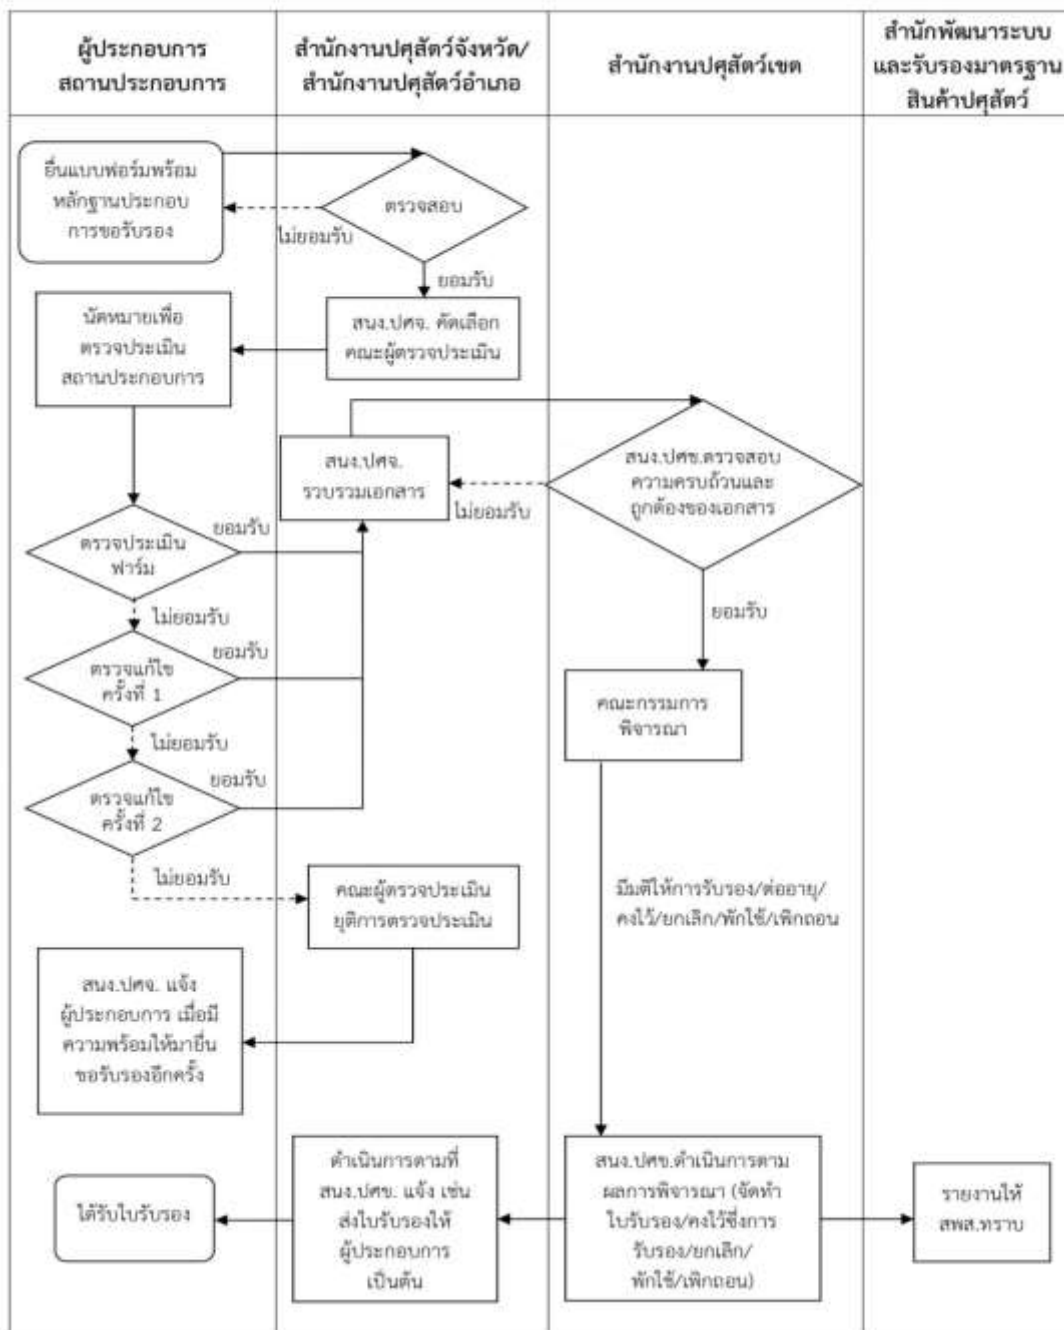 ผู้ประกอบการ
สถานประกอบการ
สำนักงานปศุสัตว์จังหวัด/
สำนักงานปศุสัตว์อำเภอ
สำนักงานปศุสัตว์เขต
สำนักพัฒนาระบบ
และรับรองมาตรฐาน
สินค้าปศุสัตว์
ยื่นแบบฟอร์มพร้อม
หลักฐานประกอบ
การขอรับรอง
ตรวจสอบ
ไม่ยอมรับ
ยอมรับ
นัดหมายเพื่อ
ตรวจประเมิน
สถานประกอบการ
สนง.ปศจ. คัดเลือก
คณะผู้ตรวจประเมิน
สนง.ปศจ.
รวบรวมเอกสาร
สนง.ปศข.ตรวจสอบ
ความครบถ้วนและ
ถูกต้องของเอกสาร
ไม่ยอมรับ
ยอมรับ
ตรวจประเมิน
ฟาร์ม
ยอมรับ
ไม่ยอมรับ
ตรวจแก้ไข
ครั้งที่ 1
ยอมรับ
ไม่ยอมรับ
คณะกรรมการ
พิจารณา
ตรวจแก้ไข
ครั้งที่ 2
ยอมรับ
ไม่ยอมรับ
คณะผู้ตรวจประเมิน
ยุติการตรวจประเมิน
มีมติให้การรับรอง/ต่ออายุ/
คงไว้/ยกเลิก/พักใช้/เพิกถอน
สนง.ปศจ. แจ้ง
ผู้ประกอบการ เมื่อมี
ความพร้อมให้มายื่น
ขอรับรองอีกครั้ง
ได้รับใบรับรอง
ดำเนินการตามที่
สนง.ปศข. แจ้ง เช่น
ส่งใบรับรองให้
ผู้ประกอบการ
เป็นต้น
สนง.ปศข.ดำเนินการตาม
ผลการพิจารณา (จัดทำ
ใบรับรอง/คงไว้ซึ่งการ
รับรอง/ยกเลิก/
พักใช้/เพิกถอน)
รายงานให้
สพส.ทราบ